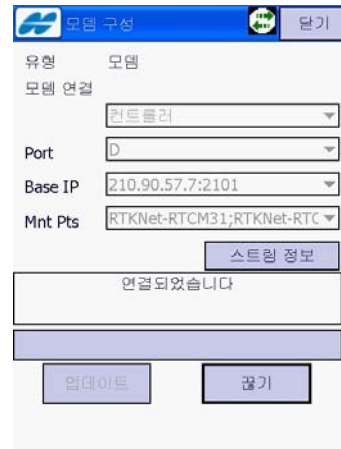 모뎀 구성 닫기
유형 모뎀
모뎀 연결
컨트롤러
Port D
Base IP 210.90.57.7:2101
Mnt Pts RTKNet-RTCM31;RTKNet-RTC
스트링 정보
연결되었습니다
업데이트 끊기